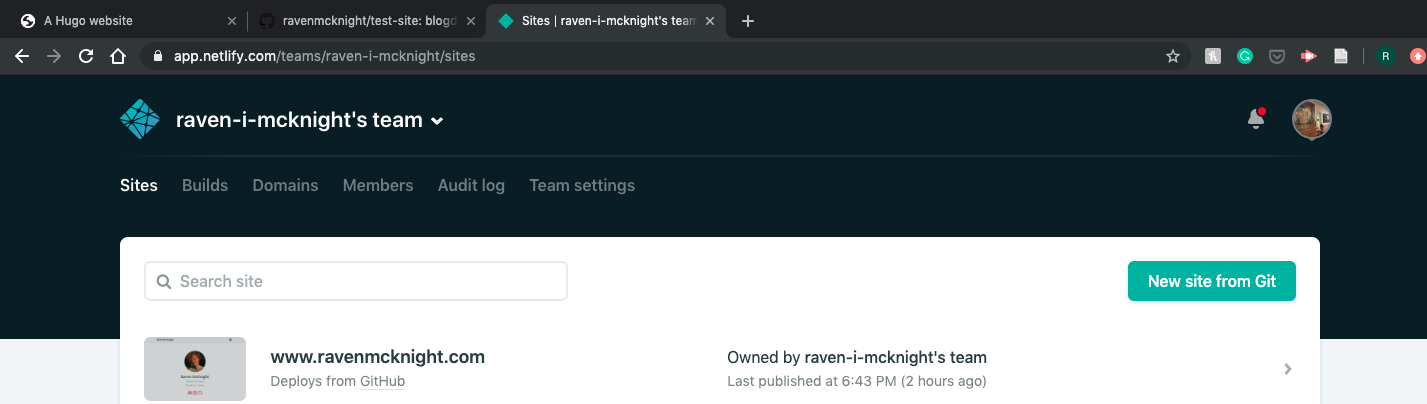 A Hugo website
ravenmcknight/test-site: blogd
Sites | raven-i-mcknight's team
app.netlify.com/teams/raven-i-mcknight/sites
R
raven-i-mcknight's team
Sites Builds Domains Members Audit log Team settings
Search site
New site from Git
www.ravenmcknight.com
Deploys from GitHub
Owned by raven-i-mcknight's team
Last published at 6:43 PM (2 hours ago)